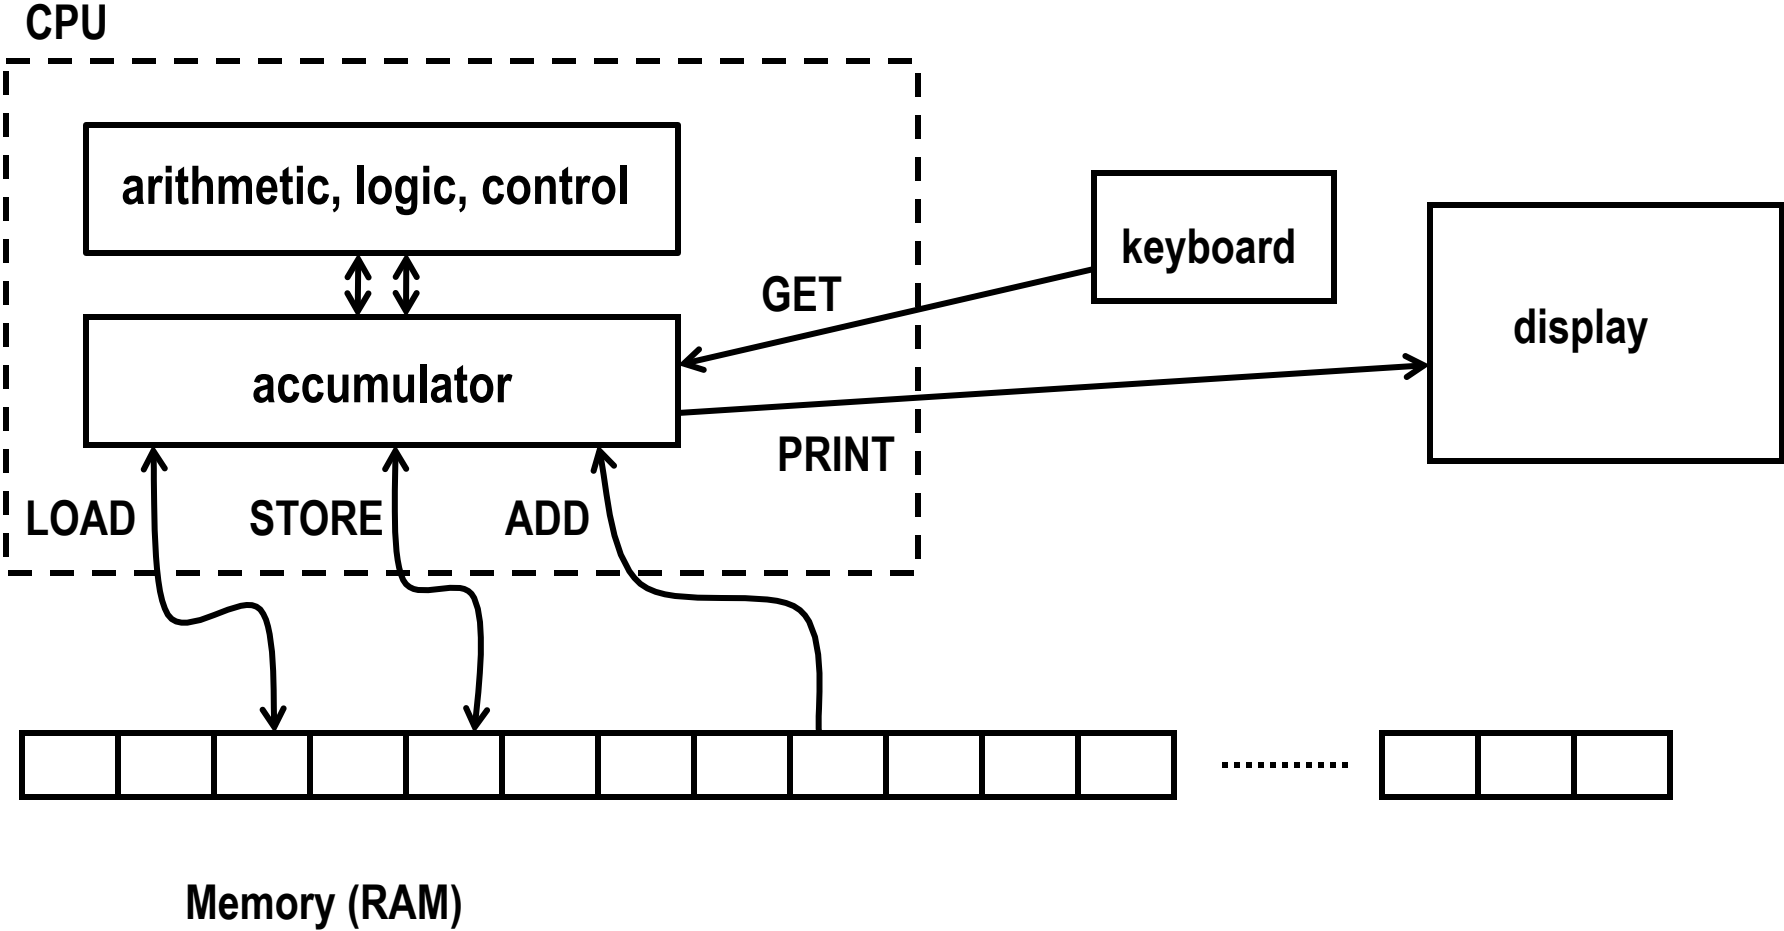 CPU
arithmetic, logic, control
keyboard
GET
display
accumulator
PRINT
LOAD
STORE
ADD
Memory (RAM)